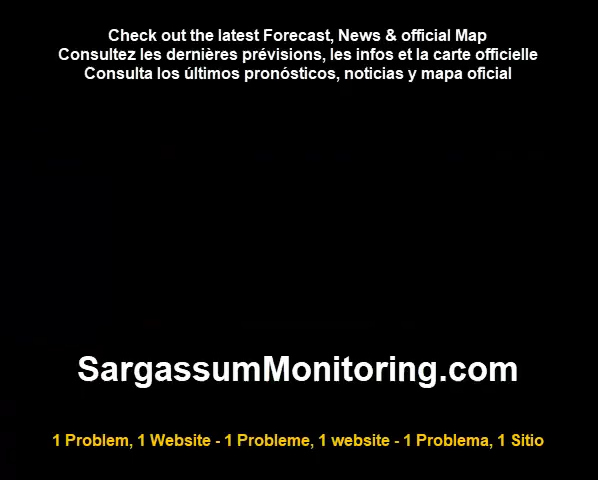 Check out the latest Forecast, News & official Map
Consultez les dernières prévisions, les infos et la carte officielle
Consulta los últimos pronósticos, noticias y mapa oficial
SargassumMonitoring.com
1 Problem, 1 Website - 1 Probleme, 1 website - 1 Problema, 1 Sitio